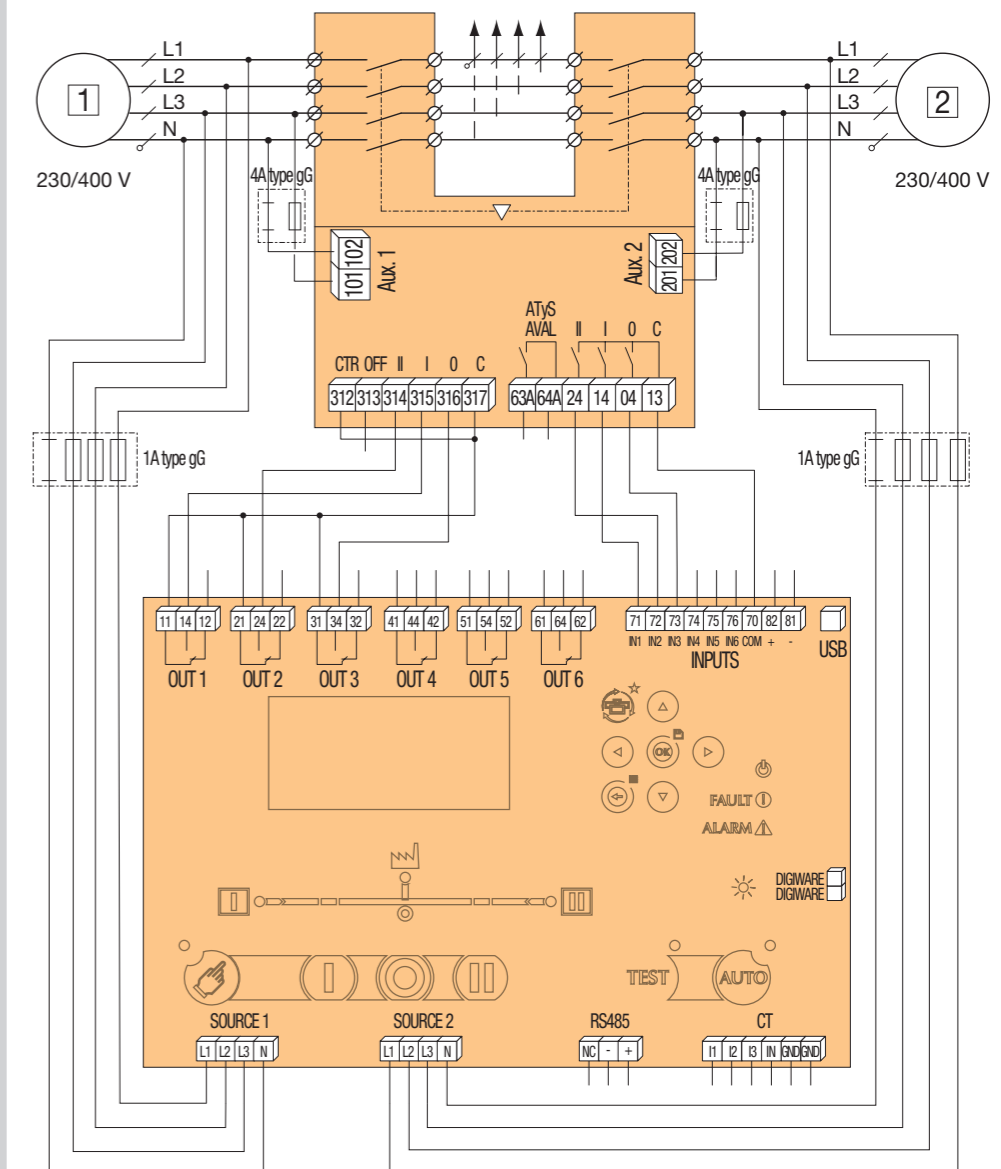 L1 L1
L2 L2
L3 L3
N N
1 2
230/400 V 4A type gG 4A type gG 230/400 V
101 102 Aux. 1 Aux. 2 201 202
ATyS
AVAL II I 0 C
CTR OFF II I 0 C
312 313 314 315 316 317 63A 64A 24 14 04 13
1A type gG 1A type gG
11 14 12 21 24 22 31 34 32 41 44 42 51 54 52 61 64 62 71 72 73 74 75 76 70 82 81
IN1 IN2 IN3 IN4 IN5 IN6 COM + -
OUT 1 OUT 2 OUT 3 OUT 4 OUT 5 OUT 6 INPUTS USB
OK
FAULT
ALARM
DIGIWARE
DIGIWARE
I II
I II TEST AUTO
SOURCE 1 SOURCE 2 RS485 CT
L1 L2 L3 N L1 L2 L3 N NC - + I1 I2 I3 IN GND GND